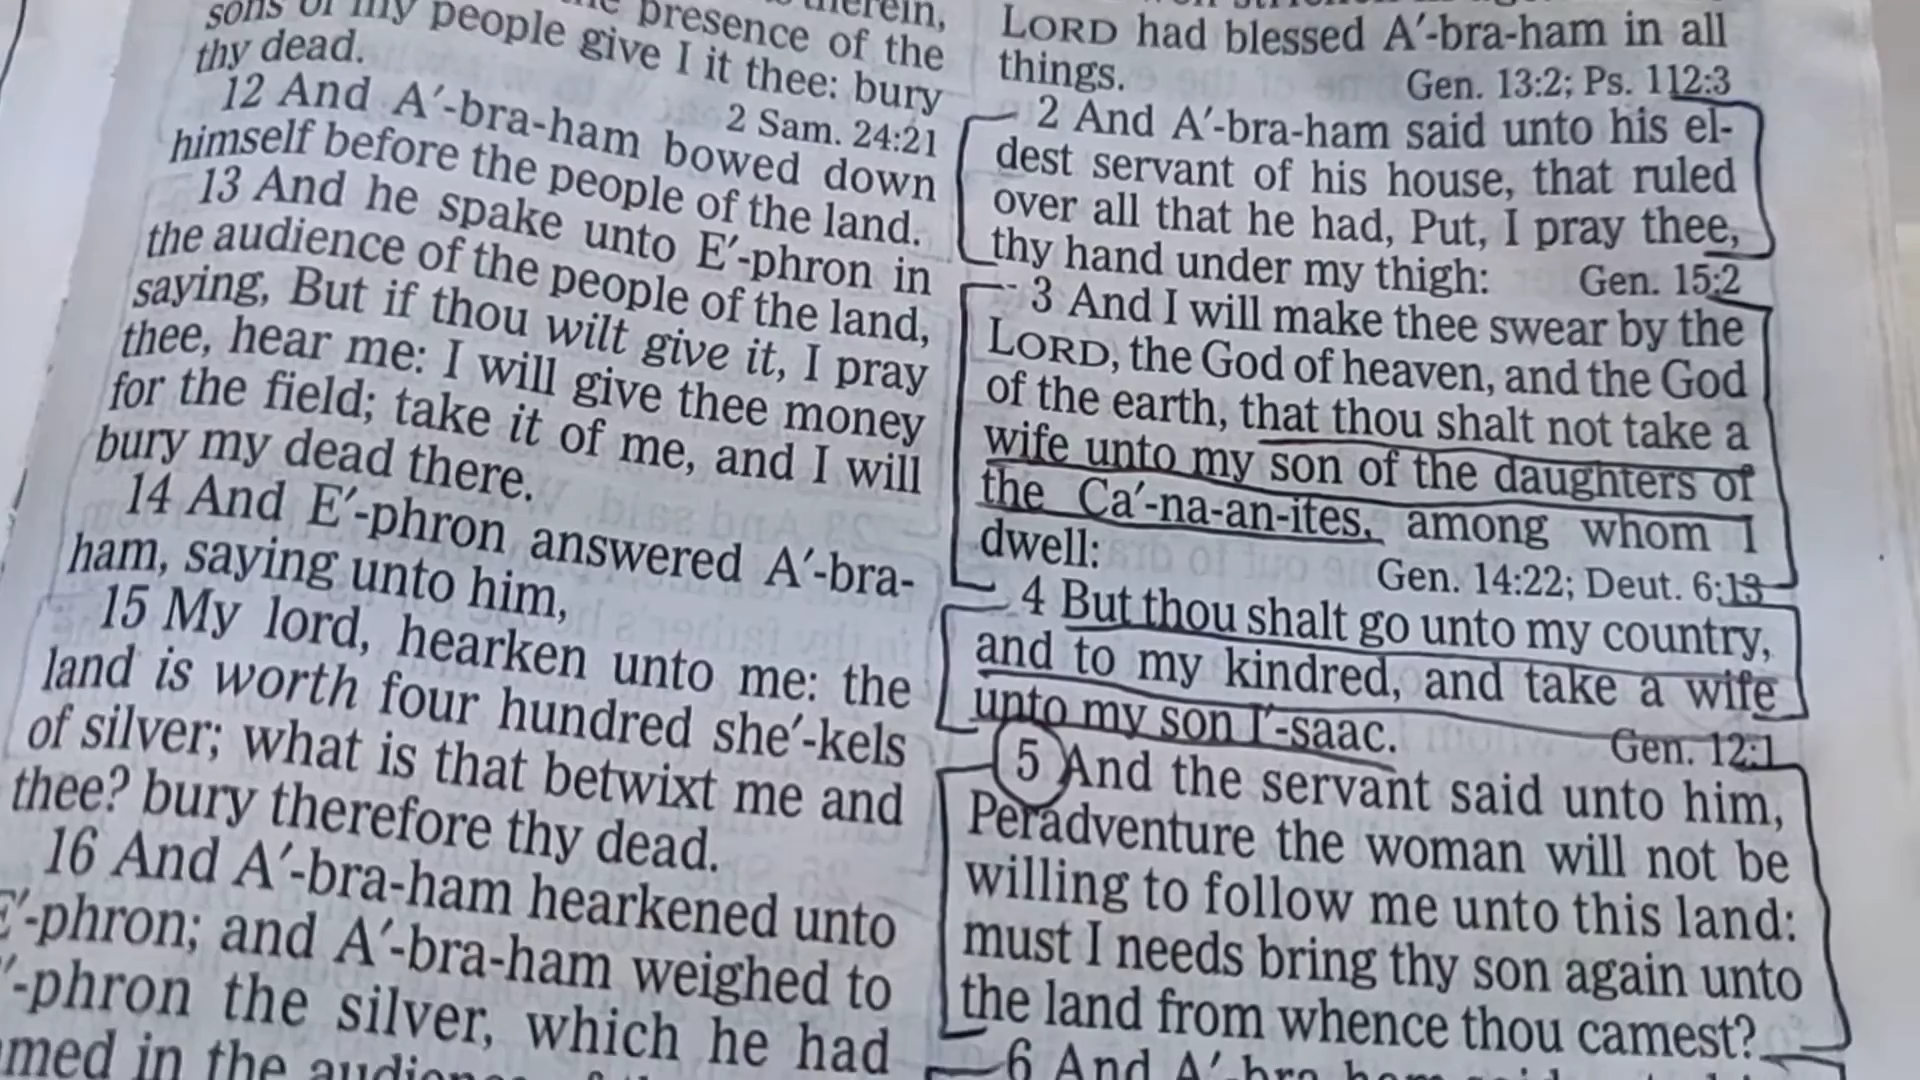 sons of my people give I it thee: bury
presence of the
thy dead.
2 Sam. 24:21
12 And A′-bra-ham bowed down
himself before the people of the land.
13 And he spake unto E′-phron in
the audience of the people of the land,
saying, But if thou wilt give it, I pray
thee, hear me: I will give thee money
for the field; take it of me, and I will
bury my dead there.
14 And E′-phron answered A′-bra-
ham, saying unto him,
15 My lord, hearken unto me: the
land is worth four hundred she′-kels
of silver; what is that betwixt me and
thee? bury therefore thy dead.
16 And A′-bra-ham hearkened unto
E′-phron; and A′-bra-ham weighed to
′-phron the silver, which he had
med in the
LORD had blessed A′-bra-ham in all
things. Gen. 13:2; Ps. 112:3
2 And A′-bra-ham said unto his el-
dest servant of his house, that ruled
over all that he had, Put, I pray thee,
thy hand under my thigh: Gen. 15:2
3 And I will make thee swear by the
LORD, the God of heaven, and the God
of the earth, that thou shalt not take a
wife unto my son of the daughters of
the Ca′-na-an-ites, among whom I
dwell: Gen. 14:22; Deut. 6:13
4 But thou shalt go unto my country,
and to my kindred, and take a wife
unto my son I′-saac. Gen. 12:1
5 And the servant said unto him,
Peradventure the woman will not be
willing to follow me unto this land:
must I needs bring thy son again unto
the land from whence thou camest?
6 And A′-bra-ham said